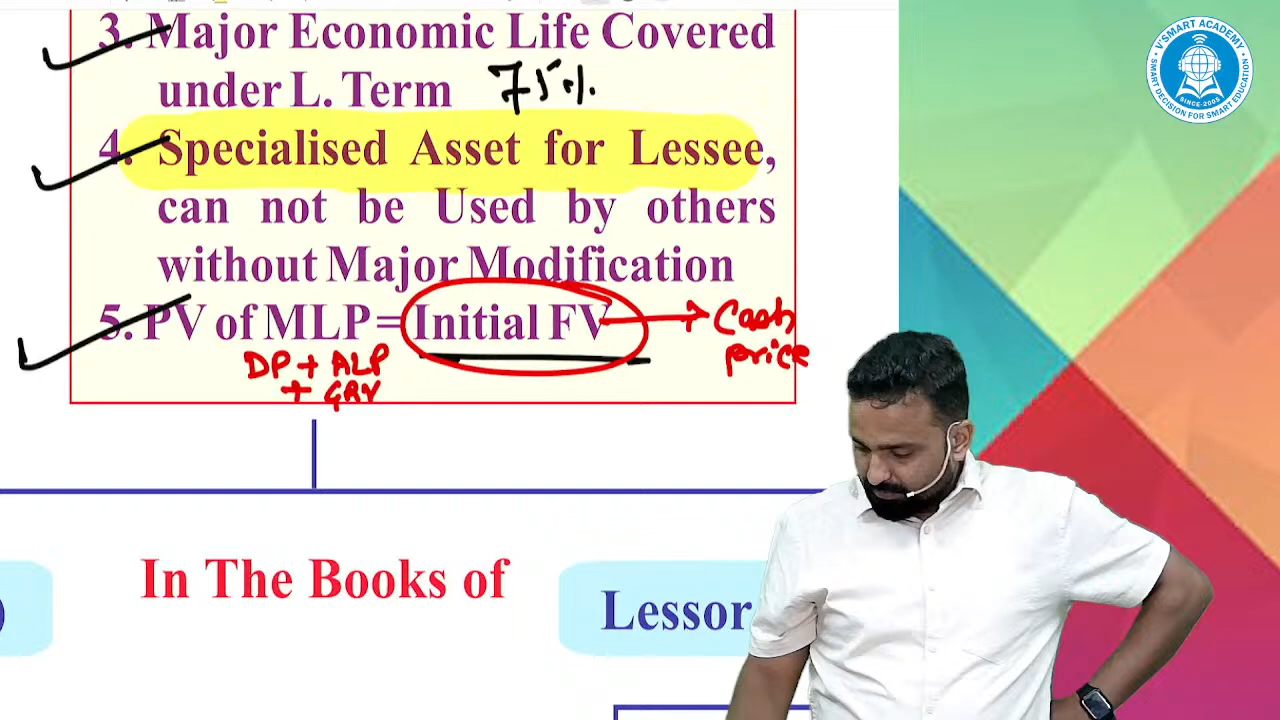 3. Major Economic Life Covered
under L. Term 75%
4. Specialised Asset for Lessee,
can not be Used by others
without Major Modification
5. PV of MLP = Initial FV → Cash
price
DP + ALP
+ GRV
In The Books of
)
Lessor
V'SMART ACADEMY
SINCE-2005
SMART DECISION FOR SMART EDUCATION